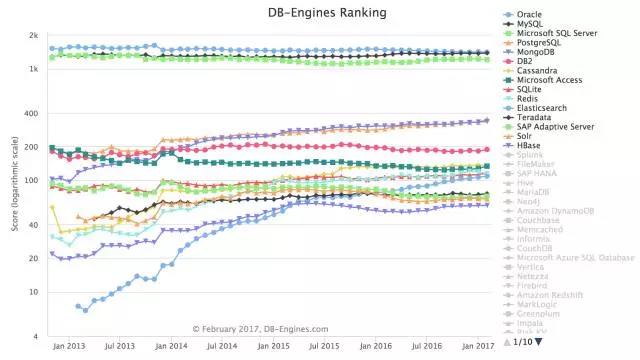 DB-Engines Ranking
Score (logarithmic scale)
2k
1k
400
200
100
40
20
10
4
Jan 2013
Jul 2013
Jan 2014
Jul 2014
Jan 2015
Jul 2015
Jan 2016
Jul 2016
Jan 2017
© February 2017, DB-Engines.com
Oracle
MySQL
Microsoft SQL Server
PostgreSQL
MongoDB
DB2
Cassandra
Microsoft Access
SQLite
Redis
Elasticsearch
Teradata
SAP Adaptive Server
Solr
HBase
Splunk
FileMaker
SAP HANA
Hive
MariaDB
Neo4j
Amazon DynamoDB
Couchbase
Memcached
Informix
CouchDB
Microsoft Azure SQL Database
Vertica
Netezza
Firebird
Amazon Redshift
MarkLogic
Greenplum
Impala
1/10